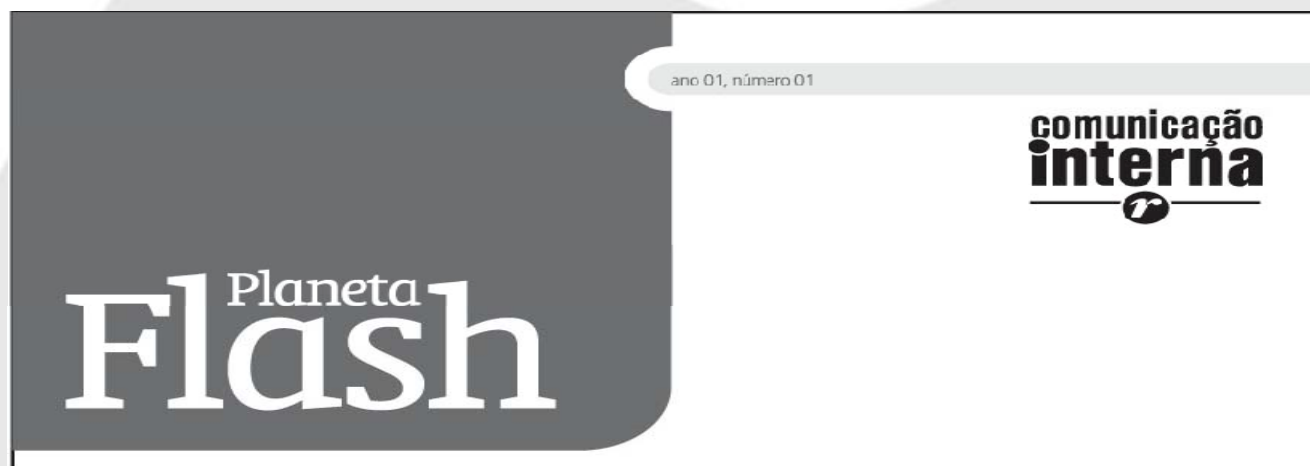 ano 01, número 01
comunicação
interna
r
Planeta
Flash